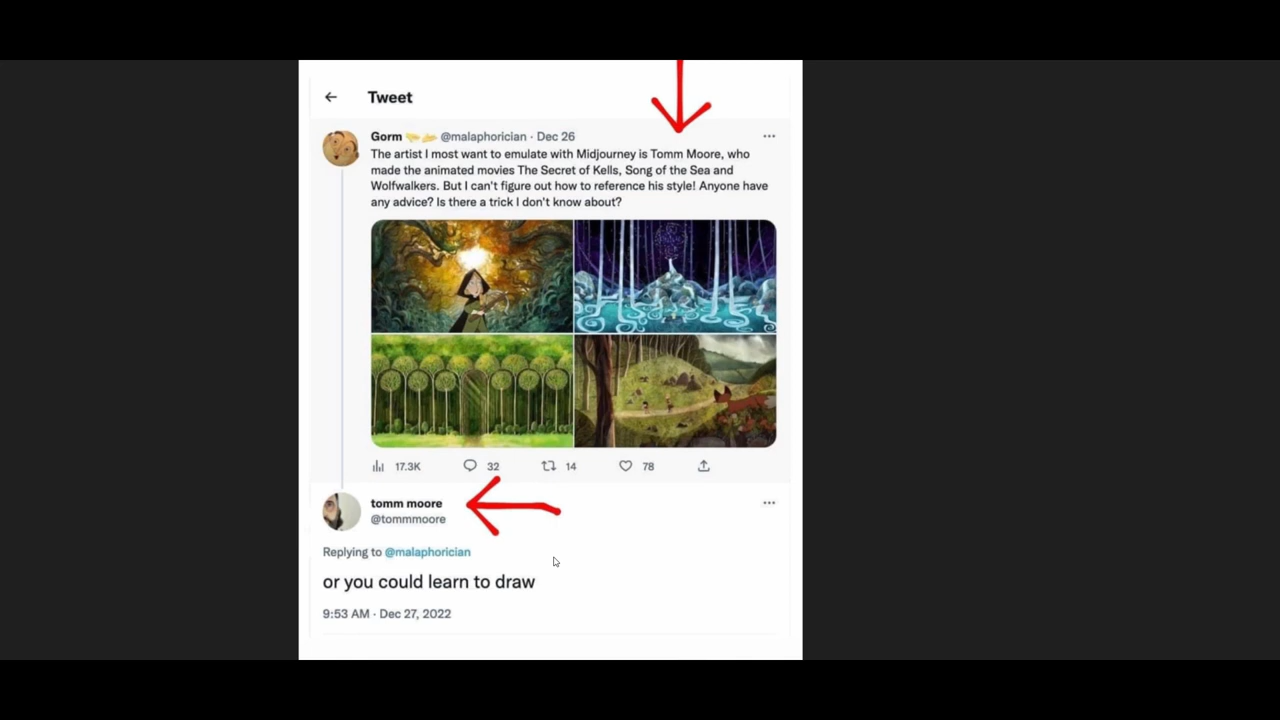 Tweet
Gorm @malaphorician · Dec 26
The artist I most want to emulate with Midjourney is Tomm Moore, who
made the animated movies The Secret of Kells, Song of the Sea and
Wolfwalkers. But I can't figure out how to reference his style! Anyone have
any advice? Is there a trick I don't know about?
17.3K 32 14 78
tomm moore
@tommmoore
Replying to @malaphorician
or you could learn to draw
9:53 AM · Dec 27, 2022